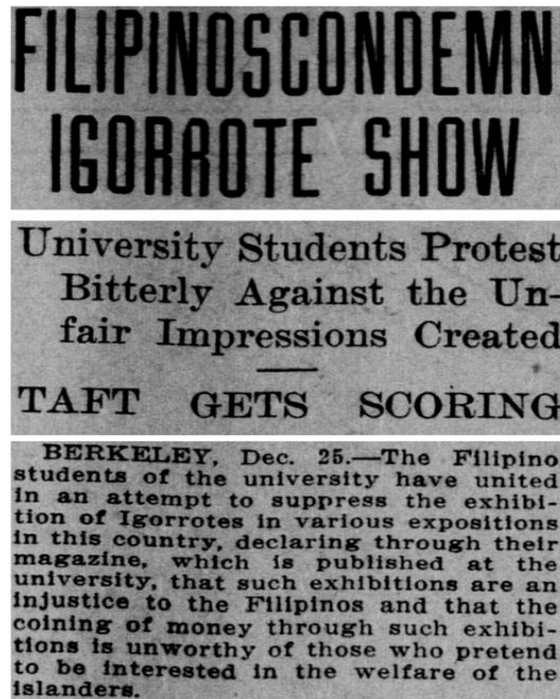 FILIPINOS CONDEMN
IGORROTE SHOW
University Students Protest
Bitterly Against the Un-
fair Impressions Created
TAFT GETS SCORING
BERKELEY, Dec. 25.—The Filipino
students of the university have united
in an attempt to suppress the exhibi-
tion of Igorrotes in various expositions
in this country, declaring through their
magazine, which is published at the
university, that such exhibitions are an
injustice to the Filipinos and that the
coining of money through such exhibi-
tions is unworthy of those who pretend
to be interested in the welfare of the
islanders.